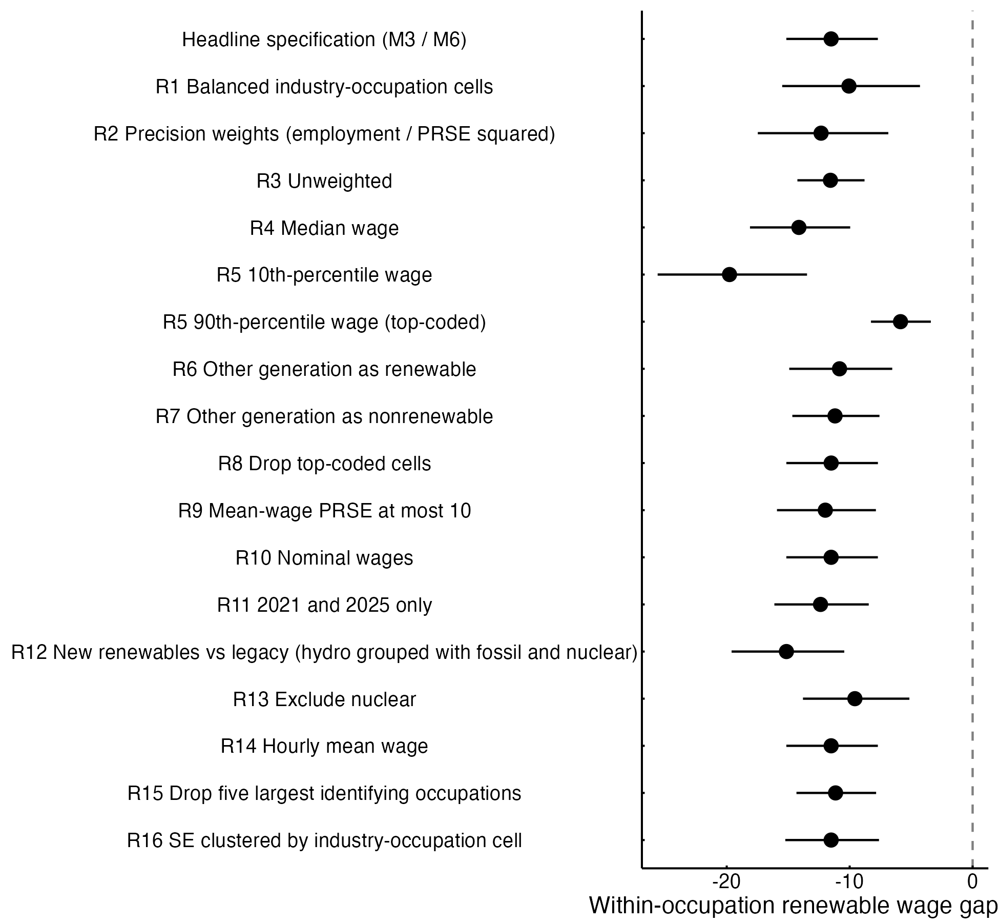 Headline specification (M3 / M6)
R1 Balanced industry-occupation cells
R2 Precision weights (employment / PRSE squared)
R3 Unweighted
R4 Median wage
R5 10th-percentile wage
R5 90th-percentile wage (top-coded)
R6 Other generation as renewable
R7 Other generation as nonrenewable
R8 Drop top-coded cells
R9 Mean-wage PRSE at most 10
R10 Nominal wages
R11 2021 and 2025 only
R12 New renewables vs legacy (hydro grouped with fossil and nuclear)
R13 Exclude nuclear
R14 Hourly mean wage
R15 Drop five largest identifying occupations
R16 SE clustered by industry-occupation cell
-20 -10 0
Within-occupation renewable wage gap